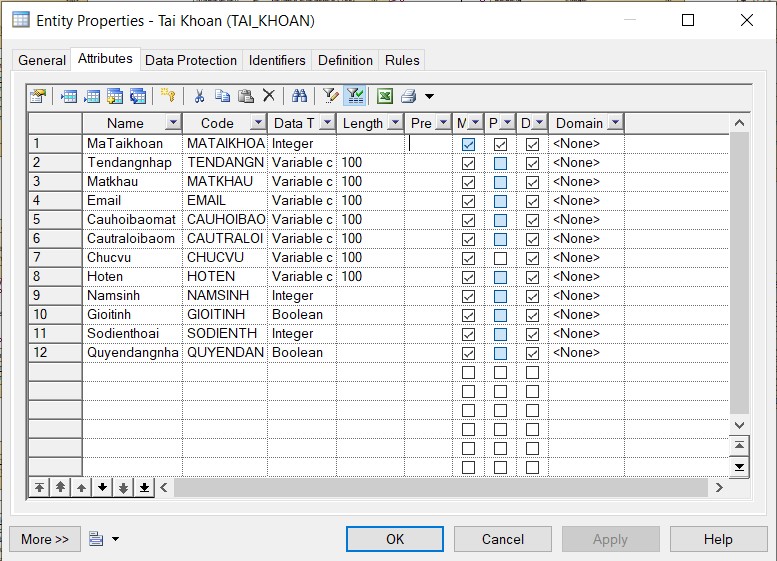 Entity Properties - Tai Khoan (TAI_KHOAN)
General Attributes Data Protection Identifiers Definition Rules
Name Code Data T Length Pre M P D Domain
1 MaTaikhoan MATAIKHOA Integer <None>
2 Tendangnhap TENDANGN Variable c 100 <None>
3 Matkhau MATKHAU Variable c 100 <None>
4 Email EMAIL Variable c 100 <None>
5 Cauhoibaomat CAUHOIBAO Variable c 100 <None>
6 Cautraloibaom CAUTRALOI Variable c 100 <None>
7 Chucvu CHUCVU Variable c 100 <None>
8 Hoten HOTEN Variable c 100 <None>
9 Namsinh NAMSINH Integer <None>
10 Gioitinh GIOITINH Boolean <None>
11 Sodienthoai SODIENTH Integer <None>
12 Quyendangnha QUYENDAN Boolean <None>
More >> OK Cancel Apply Help